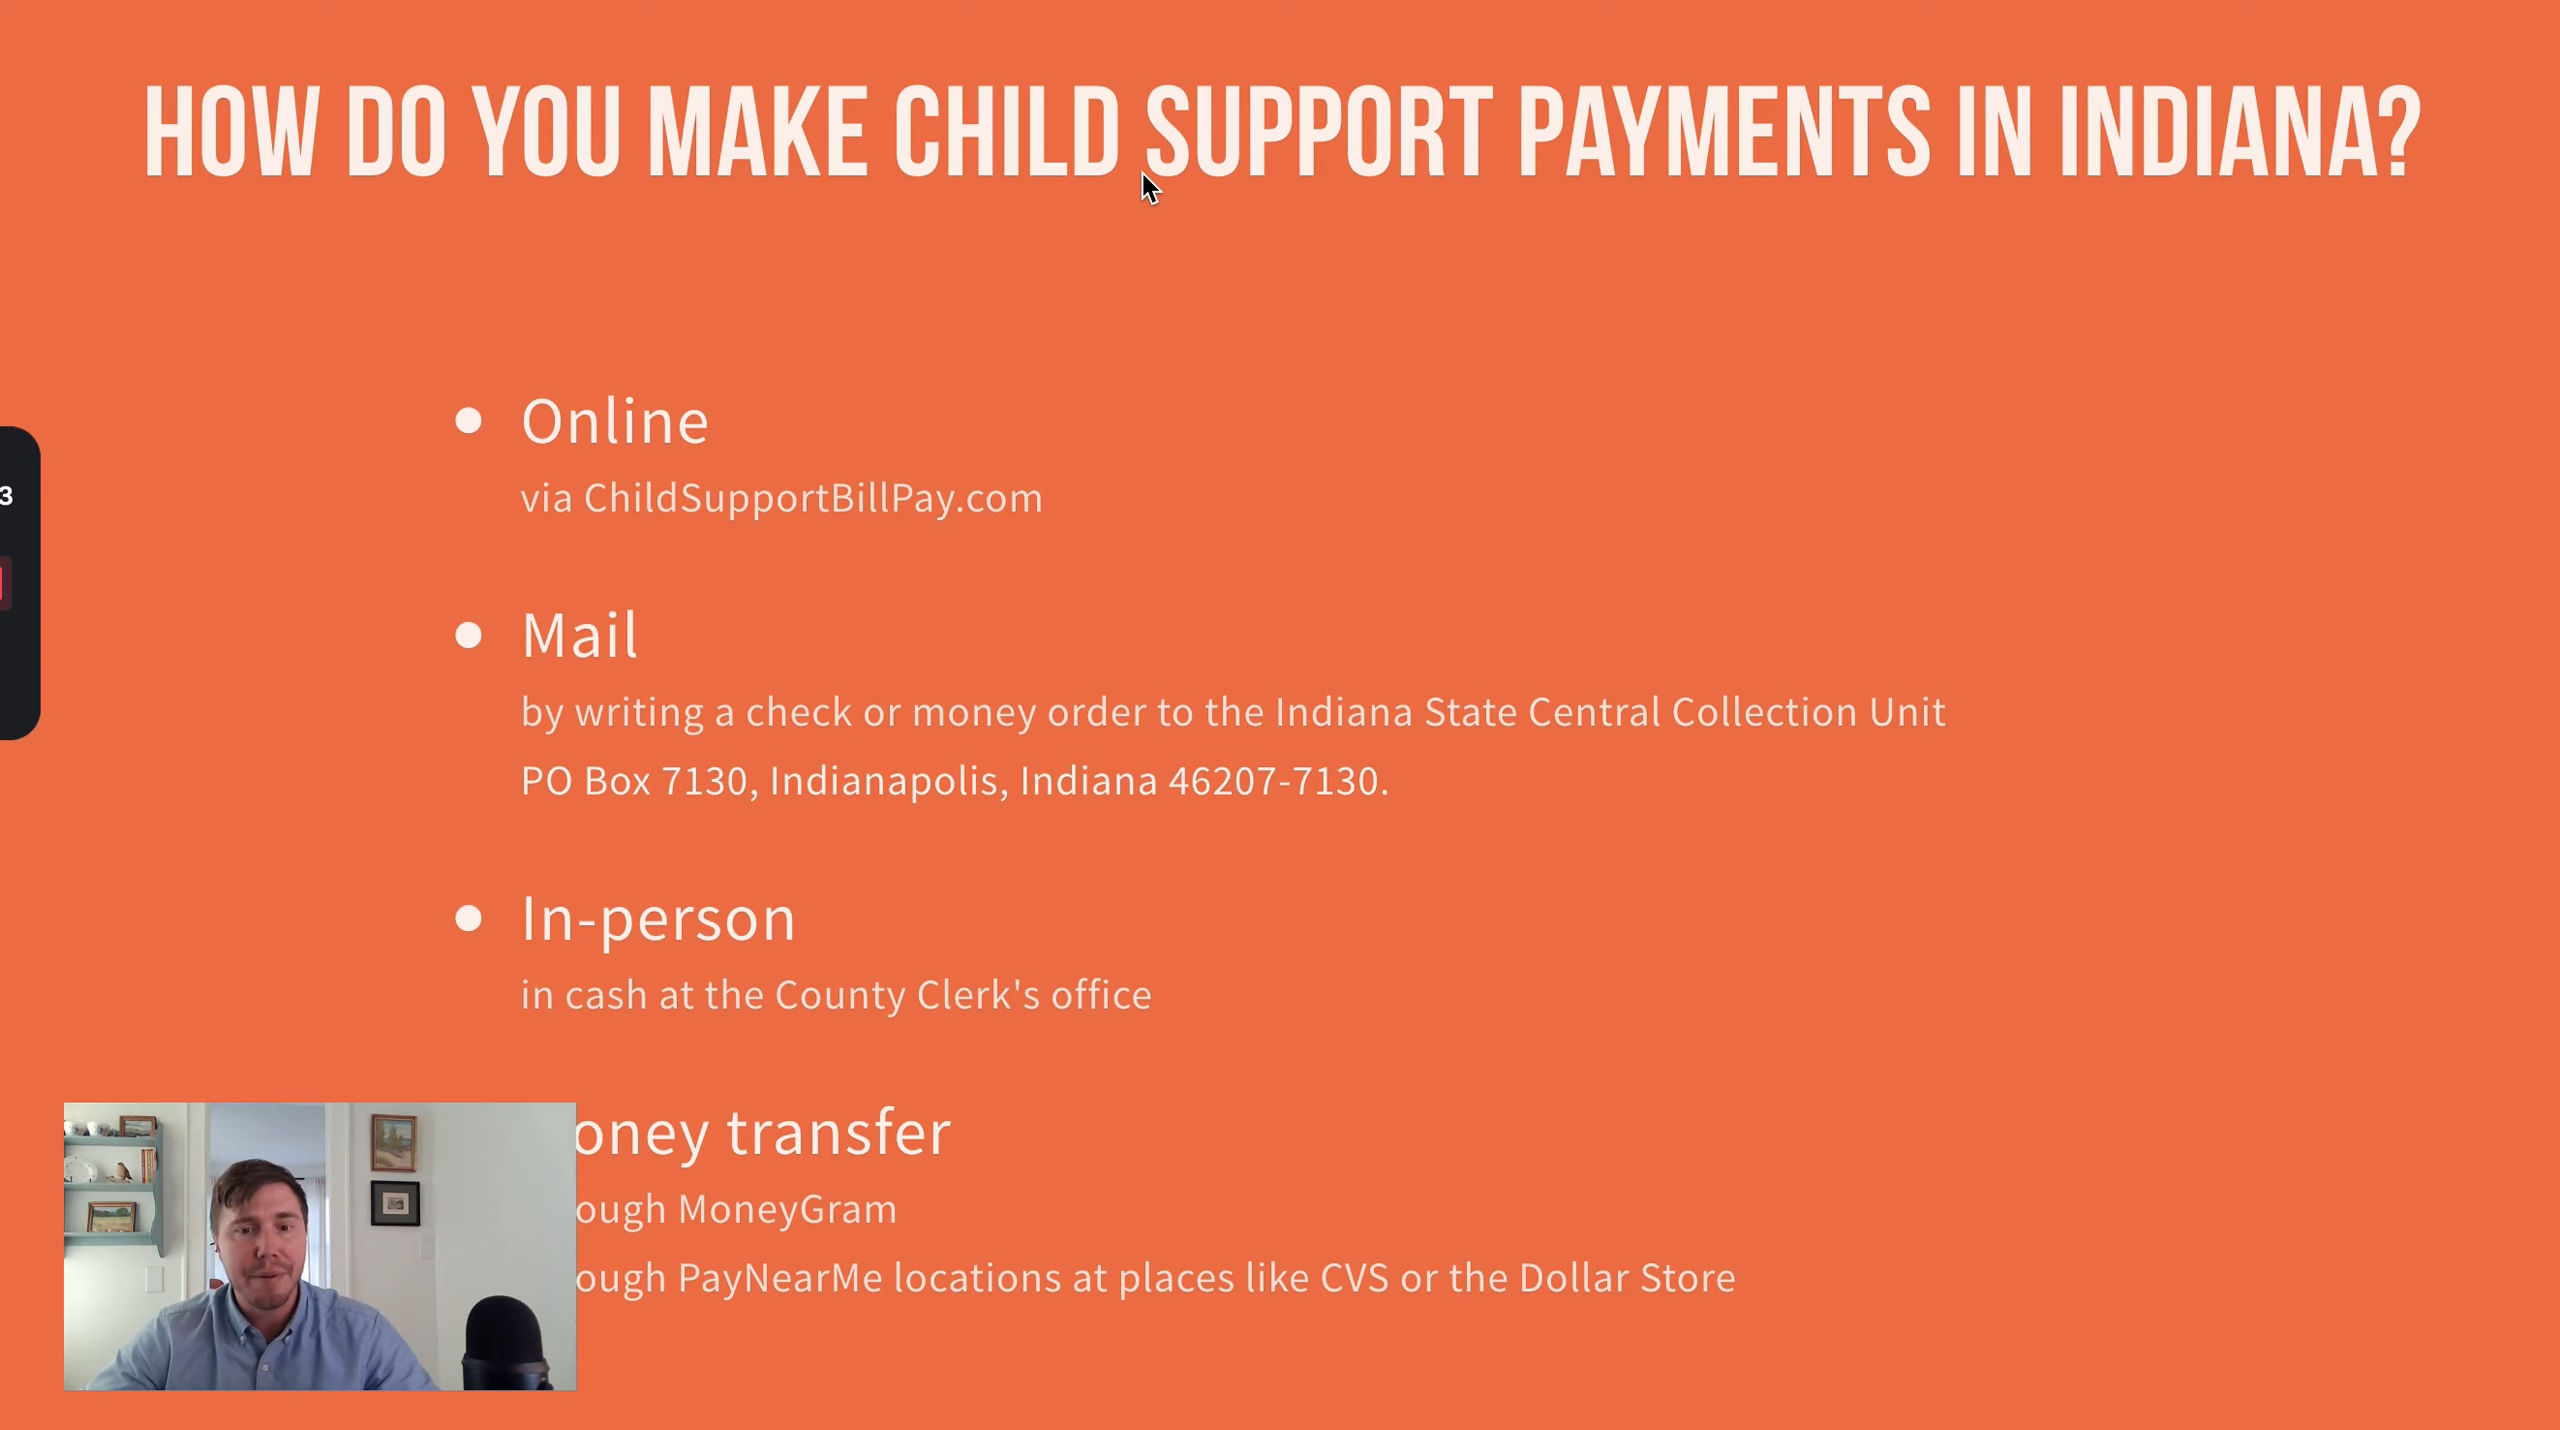 HOW DO YOU MAKE CHILD SUPPORT PAYMENTS IN INDIANA?
Online
via ChildSupportBillPay.com
3
Mail
by writing a check or money order to the Indiana State Central Collection Unit
PO Box 7130, Indianapolis, Indiana 46207-7130.
In-person
in cash at the County Clerk's office
oney transfer
ough MoneyGram
ough PayNearMe locations at places like CVS or the Dollar Store